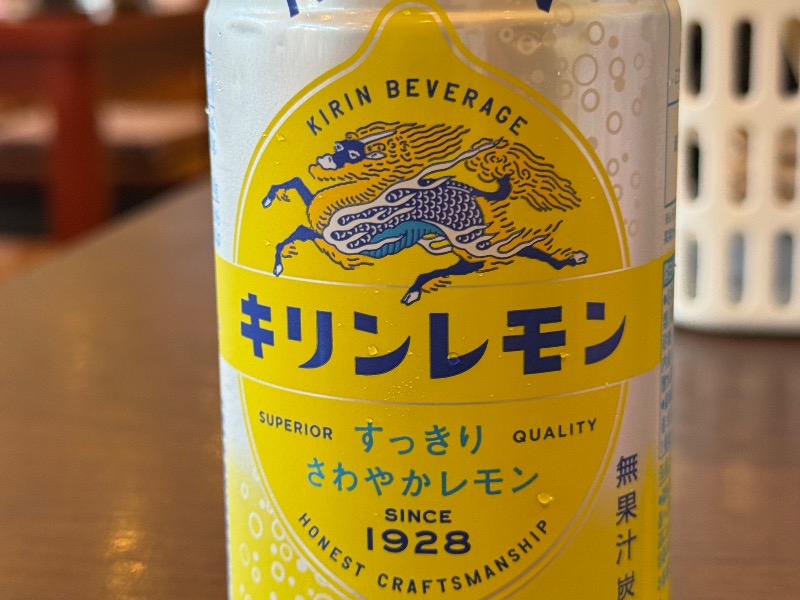 KIRIN BEVERAGE
キリンレモン
SUPERIOR
すっきり
QUALITY
さわやかレモン
SINCE
1928
HONEST CRAFTSMANSHIP
無果汁 炭